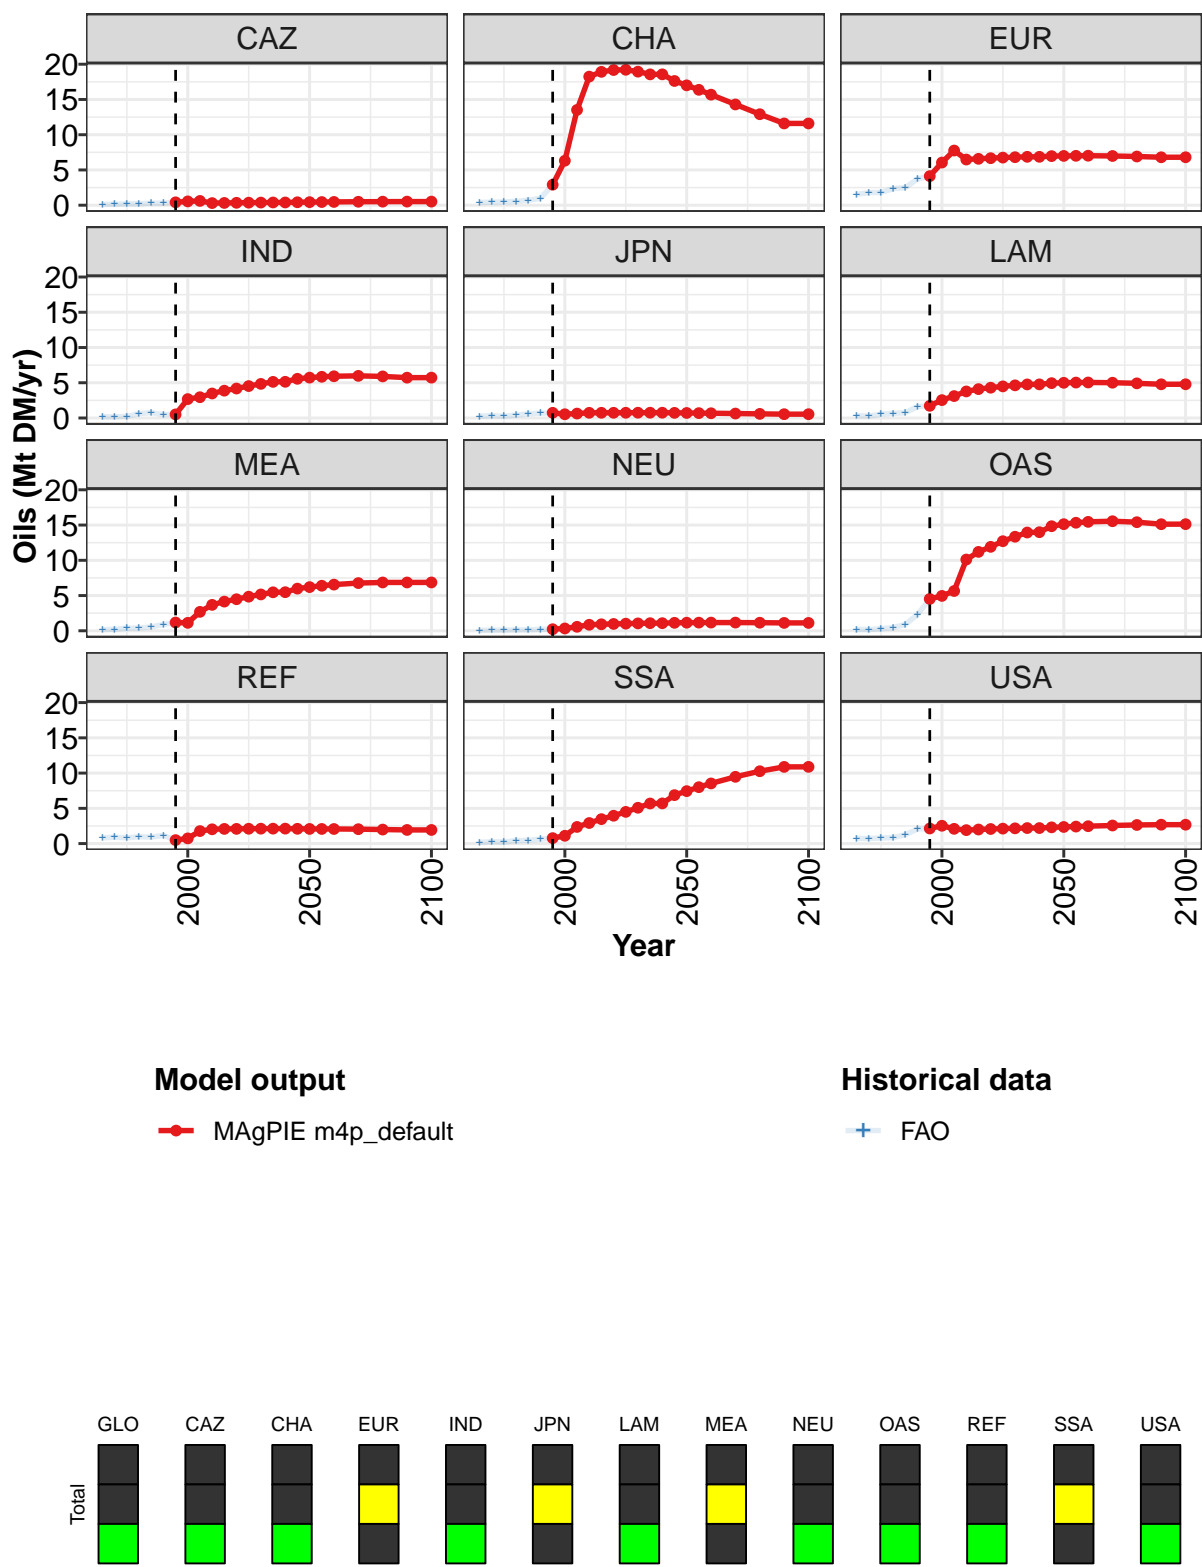 CAZ CHA EUR
20
15
10
5
0
IND JPN LAM
20
15
10
5
0
MEA NEU OAS
20
15
10
5
0
REF SSA USA
20
15
10
5
0
Oils (Mt DM/yr)
2000 2050 2100 2000 2050 2100 2000 2050 2100
Year
Model output Historical data
MAgPIE m4p_default FAO
GLO CAZ CHA EUR IND JPN LAM MEA NEU OAS REF SSA USA
Total